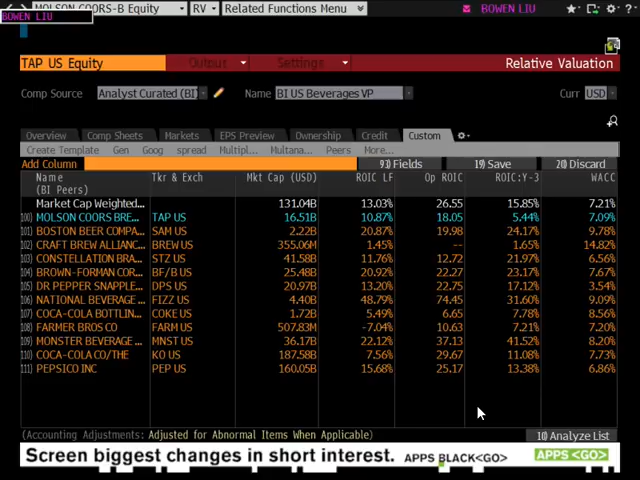 MOLSON COORS-B Equity RV Related Functions Menu BOWEN LIU
BOWEN LIU
TAP US Equity Output Settings Relative Valuation
Comp Source Analyst Curated (BI) Name BI US Beverages VP Curr USD
Overview Comp Sheets Markets EPS Preview Ownership Credit Custom
Create Template Gen Goog spread Multipl... Multana... Peers More...
Add Column 93) Fields 19) Save 20) Discard
Name Tkr & Exch Mkt Cap (USD) ROIC LF Op ROIC ROIC:Y-3 WACC
(BI Peers)
Market Cap Weighted... 131.04B 13.03% 26.55 15.85% 7.21%
100) MOLSON COORS BRE... TAP US 16.51B 10.87% 18.05 5.44% 7.09%
101) BOSTON BEER COMP... SAM US 2.22B 20.87% 19.98 24.17% 9.78%
102) CRAFT BREW ALLIANC... BREW US 355.06M 1.45% -- 1.65% 14.82%
103) CONSTELLATION BRA... STZ US 41.58B 11.76% 12.72 21.97% 6.56%
104) BROWN-FORMAN COR... BF/B US 25.48B 20.92% 22.27 23.17% 7.67%
105) DR PEPPER SNAPPLE... DPS US 20.97B 13.20% 22.75 17.12% 3.54%
106) NATIONAL BEVERAGE ... FIZZ US 4.40B 48.79% 74.45 31.60% 9.09%
107) COCA-COLA BOTTLIN... COKE US 1.72B 5.49% 6.65 7.78% 8.56%
108) FARMER BROS CO FARM US 507.83M -7.04% 10.63 7.21% 7.20%
109) MONSTER BEVERAGE ... MNST US 36.17B 22.12% 37.13 41.52% 8.20%
110) COCA-COLA CO/THE KO US 187.58B 7.56% 29.67 11.08% 7.73%
111) PEPSICO INC PEP US 160.05B 15.68% 25.17 13.38% 6.86%
(Accounting Adjustments: Adjusted for Abnormal Items When Applicable) 10) Analyze List
Screen biggest changes in short interest. APPS BLACK<GO> APPS <GO>